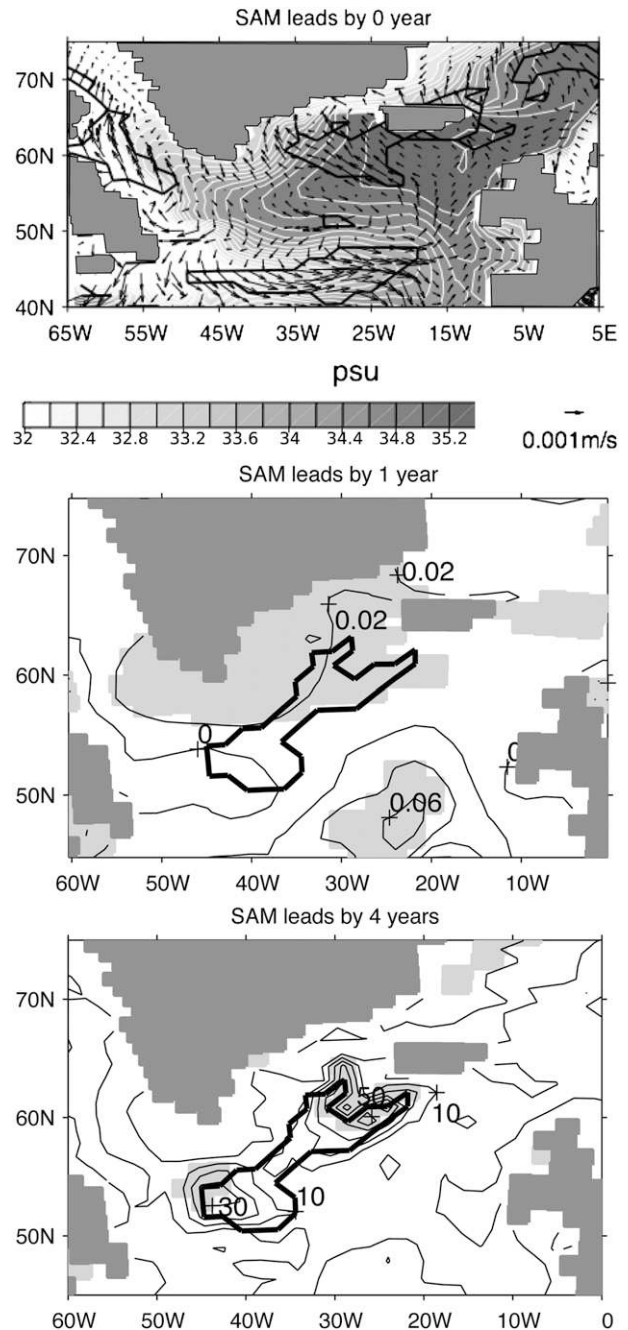 SAM leads by 0 year
70N
60N
50N
40N
65W 55W 45W 35W 25W 15W 5W 5E
psu
32 32.4 32.8 33.2 33.6 34 34.4 34.8 35.2
0.001m/s
SAM leads by 1 year
70N
0.02
0.02
60N
0
0
50N
0.06
60W 50W 40W 30W 20W 10W
SAM leads by 4 years
70N
60N
50
10
30
10
50N
60W 50W 40W 30W 20W 10W 0